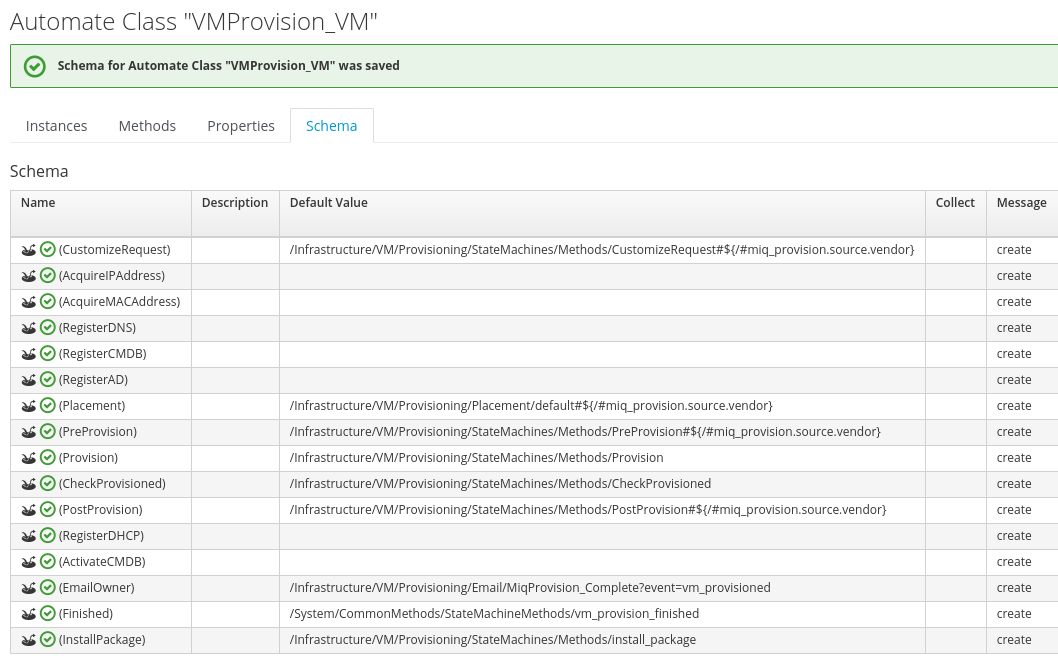 Automate Class "VMProvision_VM"
Schema for Automate Class "VMProvision_VM" was saved
Instances Methods Properties Schema
Schema
Name Description Default Value Collect Message
(CustomizeRequest) /Infrastructure/VM/Provisioning/StateMachines/Methods/CustomizeRequest#${/#miq_provision.source.vendor} create
(AcquireIPAddress) create
(AcquireMACAddress) create
(RegisterDNS) create
(RegisterCMDB) create
(RegisterAD) create
(Placement) /Infrastructure/VM/Provisioning/Placement/default#${/#miq_provision.source.vendor} create
(PreProvision) /Infrastructure/VM/Provisioning/StateMachines/Methods/PreProvision#${/#miq_provision.source.vendor} create
(Provision) /Infrastructure/VM/Provisioning/StateMachines/Methods/Provision create
(CheckProvisioned) /Infrastructure/VM/Provisioning/StateMachines/Methods/CheckProvisioned create
(PostProvision) /Infrastructure/VM/Provisioning/StateMachines/Methods/PostProvision#${/#miq_provision.source.vendor} create
(RegisterDHCP) create
(ActivateCMDB) create
(EmailOwner) /Infrastructure/VM/Provisioning/Email/MiqProvision_Complete?event=vm_provisioned create
(Finished) /System/CommonMethods/StateMachineMethods/vm_provision_finished create
(InstallPackage) /Infrastructure/VM/Provisioning/StateMachines/Methods/install_package create